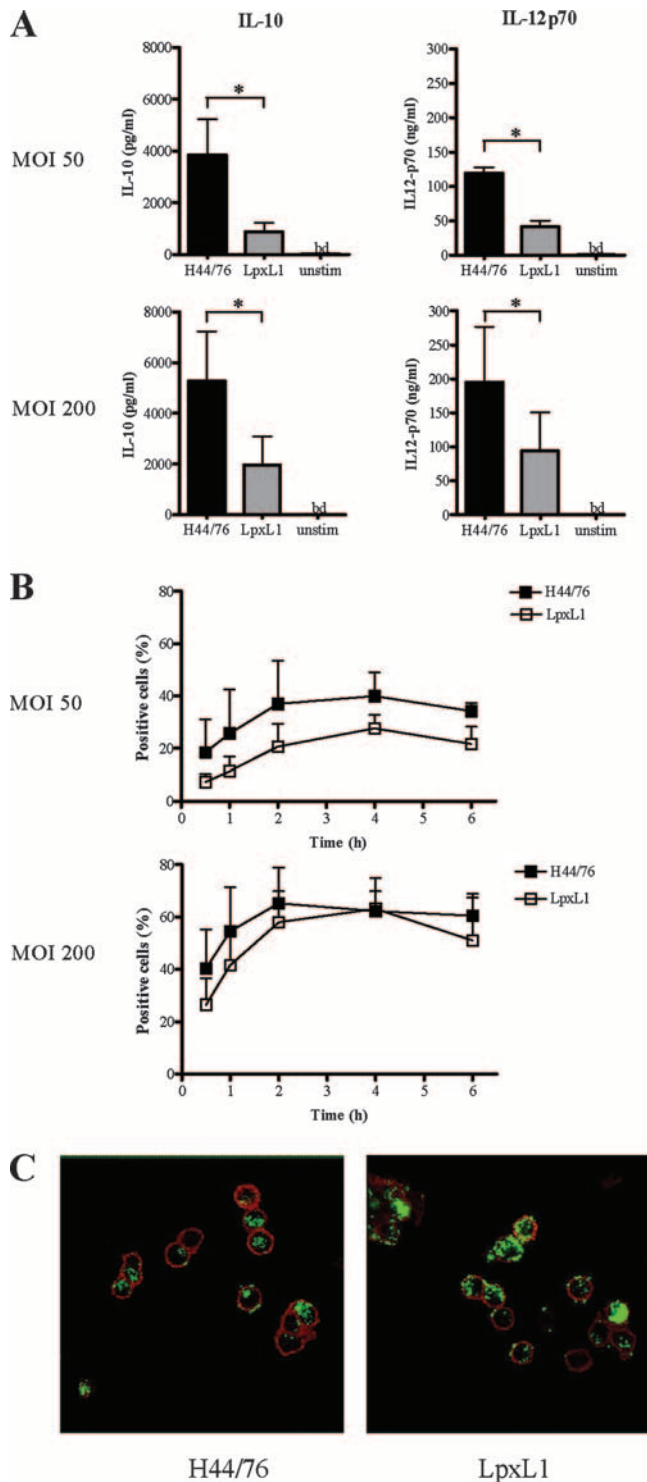 A
IL-10
IL-12p70
MOI 50
IL-10 (pg/ml)
8000
6000
4000
2000
0
*
bd
H44/76 LpxL1 unstim
IL12-p70 (ng/ml)
300
250
200
150
100
50
0
*
bd
H44/76 LpxL1 unstim
MOI 200
IL-10 (pg/ml)
8000
6000
4000
2000
0
*
bd
H44/76 LpxL1 unstim
IL12-p70 (ng/ml)
300
250
200
150
100
50
0
*
bd
H44/76 LpxL1 unstim
B
MOI 50
Positive cells (%)
80
60
40
20
0
0 1 2 3 4 5 6
Time (h)
H44/76
LpxL1
MOI 200
Positive cells (%)
80
60
40
20
0
0 1 2 3 4 5 6
Time (h)
H44/76
LpxL1
C
H44/76
LpxL1